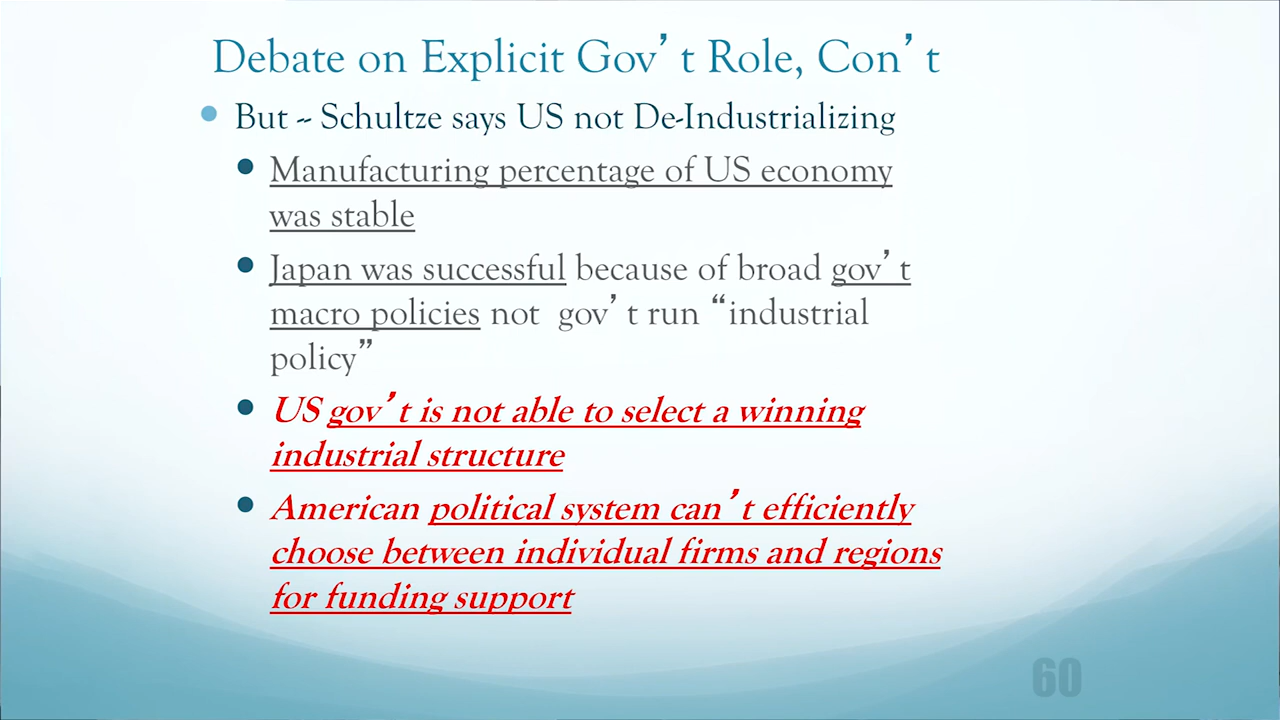 Debate on Explicit Gov’t Role, Con’t
But -- Schultze says US not De-Industrializing
Manufacturing percentage of US economy
was stable
Japan was successful because of broad gov’t
macro policies not gov’t run “industrial
policy”
US gov’t is not able to select a winning
industrial structure
American political system can’t efficiently
choose between individual firms and regions
for funding support
60